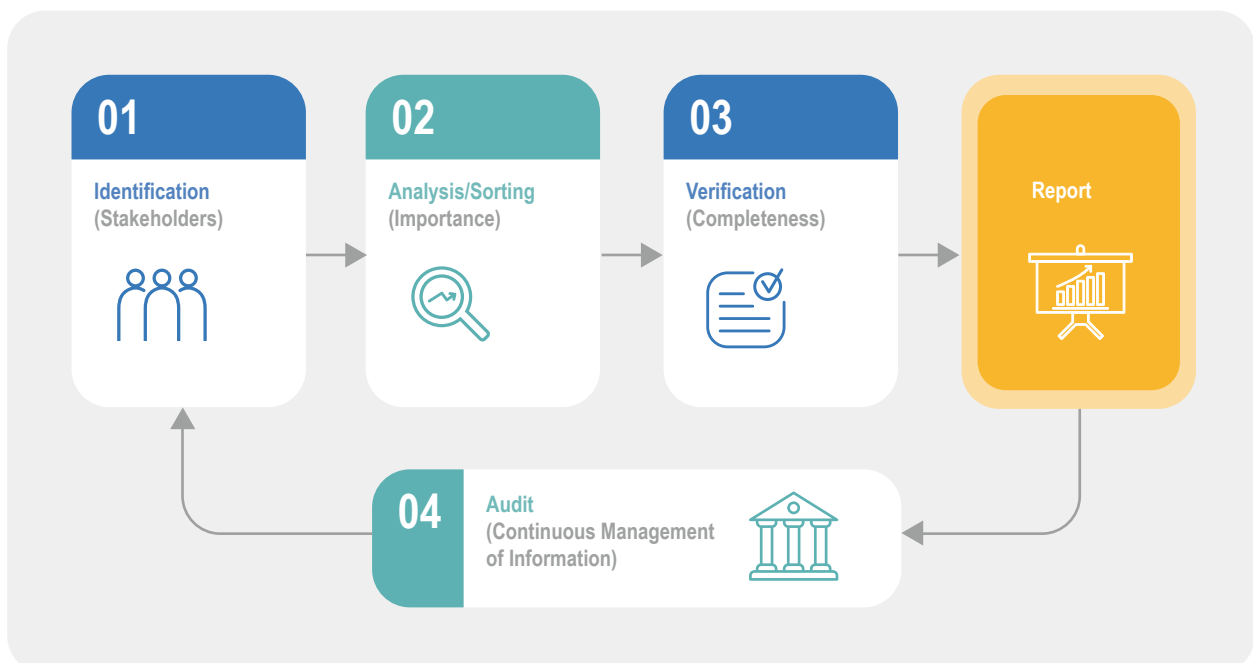 01
Identification
(Stakeholders)
02
Analysis/Sorting
(Importance)
03
Verification
(Completeness)
Report
04
Audit
(Continuous Management
of Information)